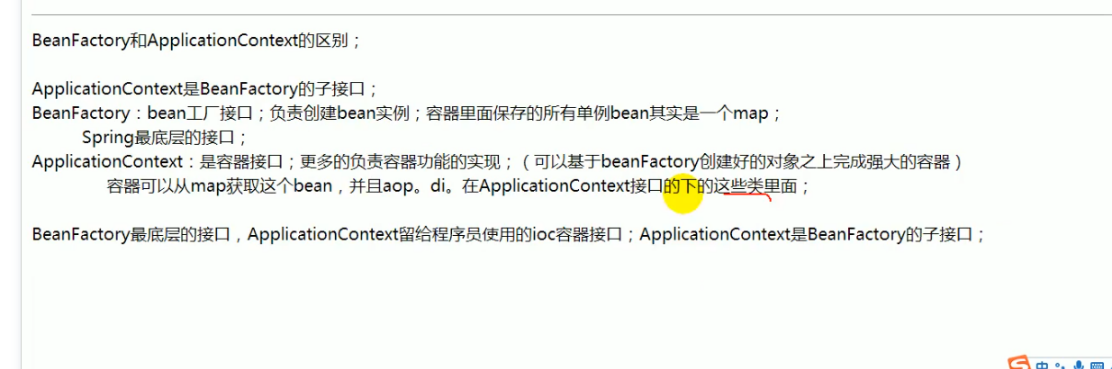 BeanFactory和ApplicationContext的区别；
ApplicationContext是BeanFactory的子接口；
BeanFactory：bean工厂接口；负责创建bean实例；容器里面保存的所有单例bean其实是一个map；
Spring最底层的接口；
ApplicationContext：是容器接口；更多的负责容器功能的实现；（可以基于beanFactory创建好的对象之上完成强大的容器）
容器可以从map获取这个bean，并且aop。di。在ApplicationContext接口的下的这些类里面；
BeanFactory最底层的接口，ApplicationContext留给程序员使用的ioc容器接口；ApplicationContext是BeanFactory的子接口；
中